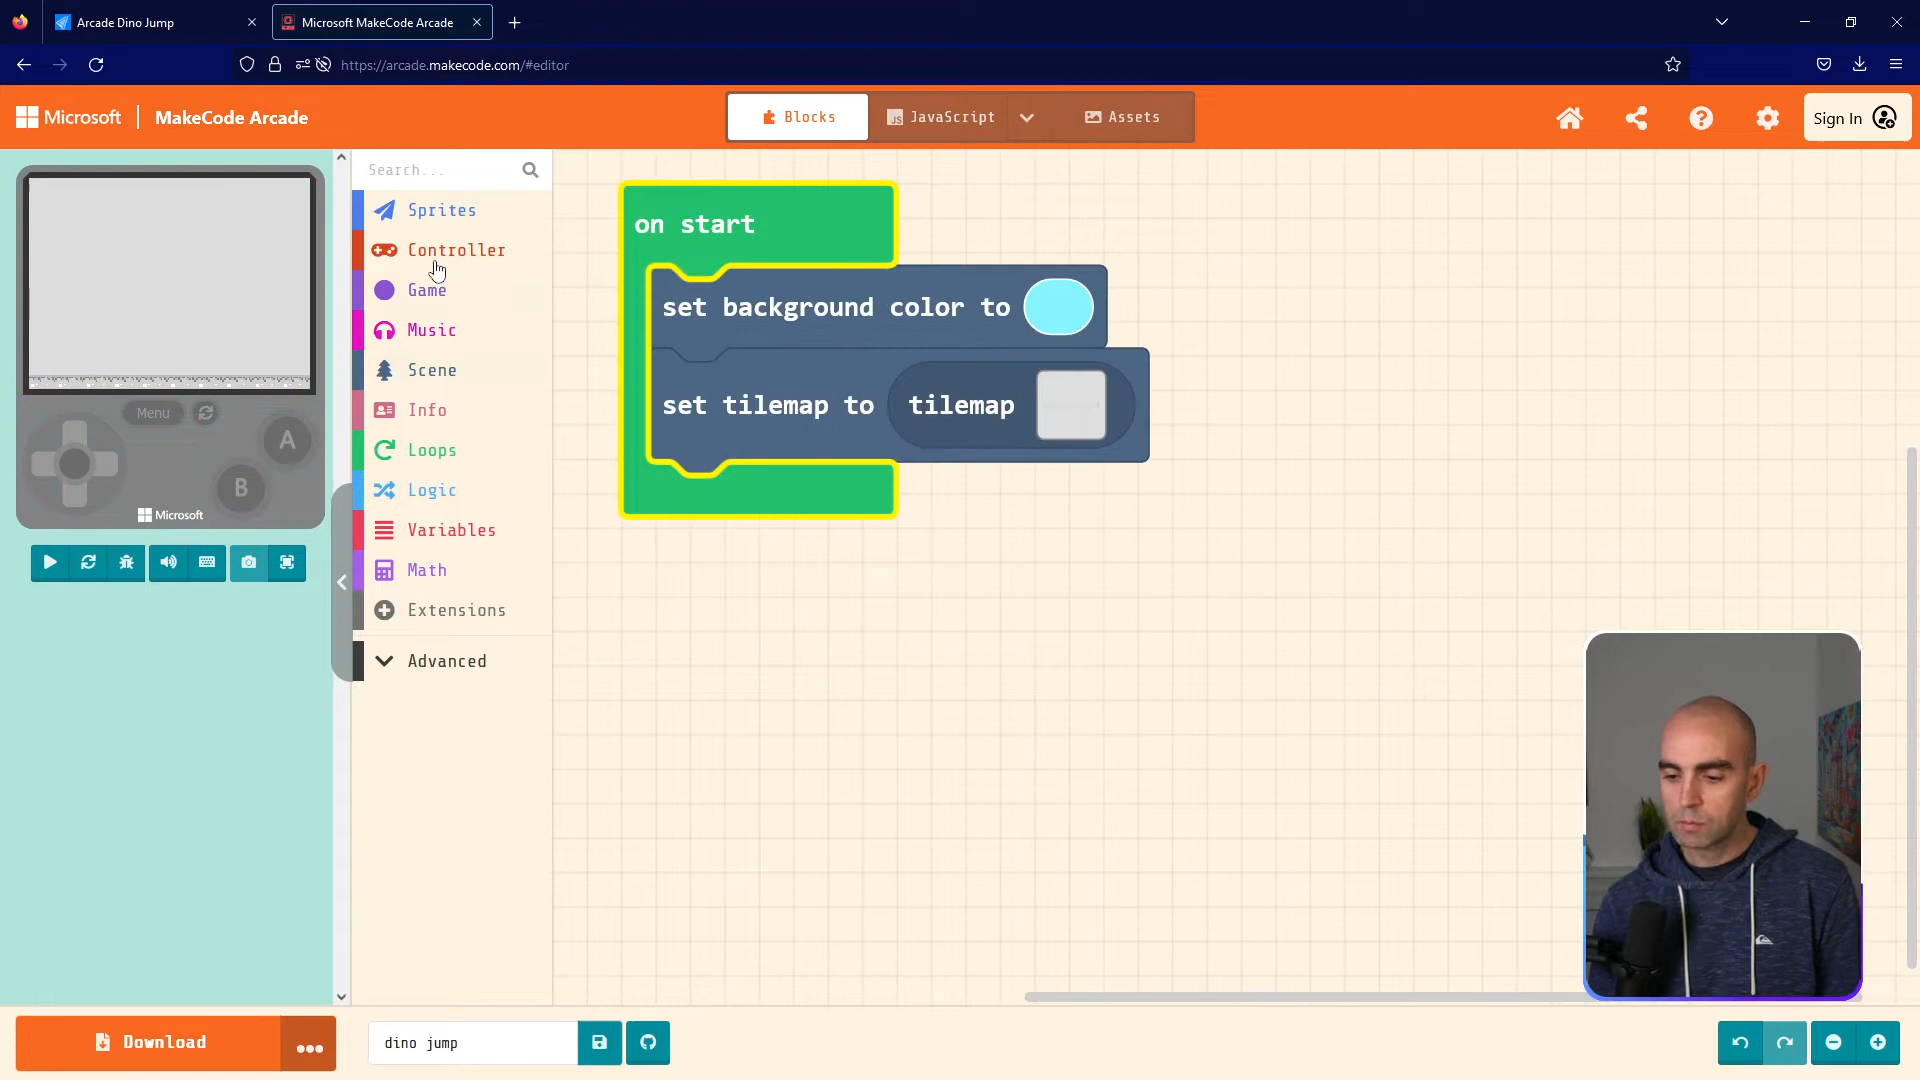 Arcade Dino Jump
Microsoft MakeCode Arcade
https://arcade.makecode.com/#editor
Microsoft
MakeCode Arcade
Blocks
JS
JavaScript
Assets
Sign In
Search...
Sprites
Controller
Game
Music
Scene
Info
Loops
Logic
Variables
Math
Extensions
Advanced
Menu
A
B
Microsoft
on start
set background color to
set tilemap to tilemap
Download
dino jump